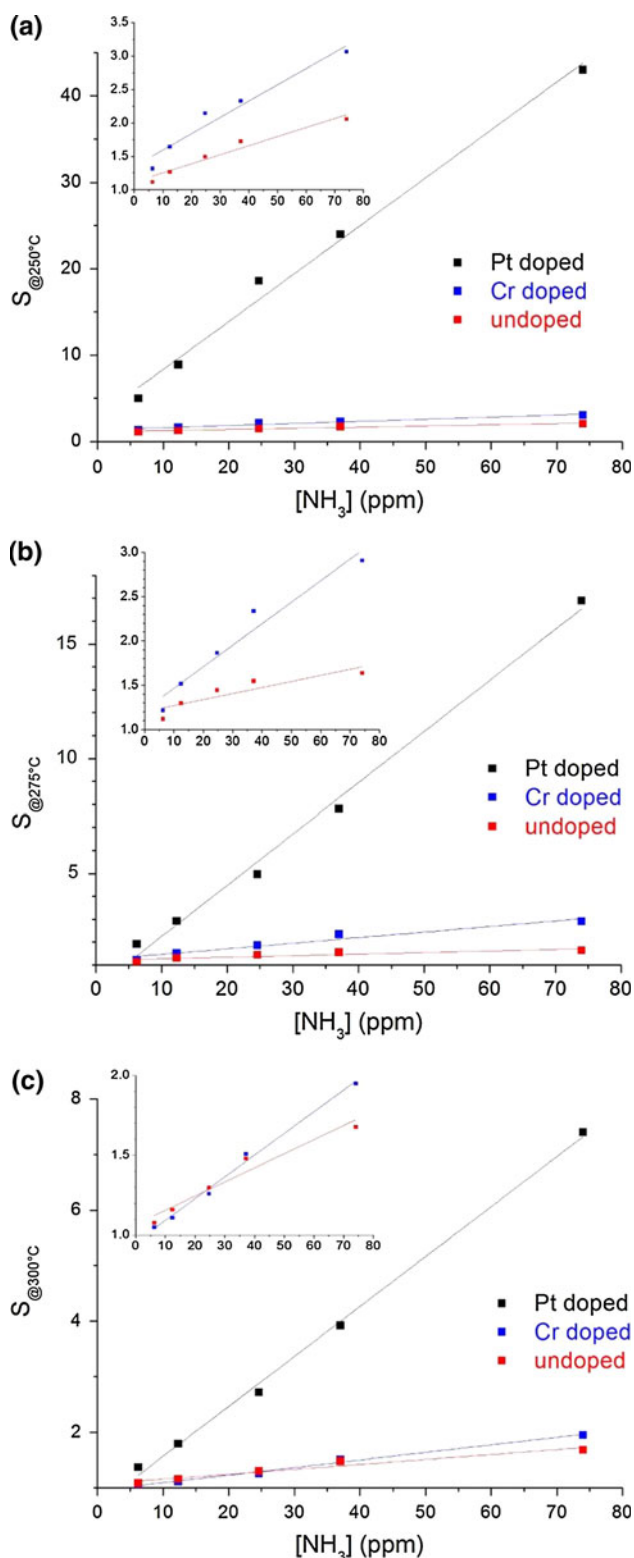 (a)
3.5
3.0
2.5
2.0
1.5
1.0
0 10 20 30 40 50 60 70 80
40
30
20
10
0
S@250°C
Pt doped
Cr doped
undoped
0 10 20 30 40 50 60 70 80
[NH3] (ppm)
(b)
3.0
2.5
2.0
1.5
1.0
0 10 20 30 40 50 60 70 80
15
10
5
S@275°C
Pt doped
Cr doped
undoped
0 10 20 30 40 50 60 70 80
[NH3] (ppm)
(c)
2.0
1.5
1.0
0 10 20 30 40 50 60 70 80
8
6
4
2
S@300°C
Pt doped
Cr doped
undoped
0 10 20 30 40 50 60 70 80
[NH3] (ppm)